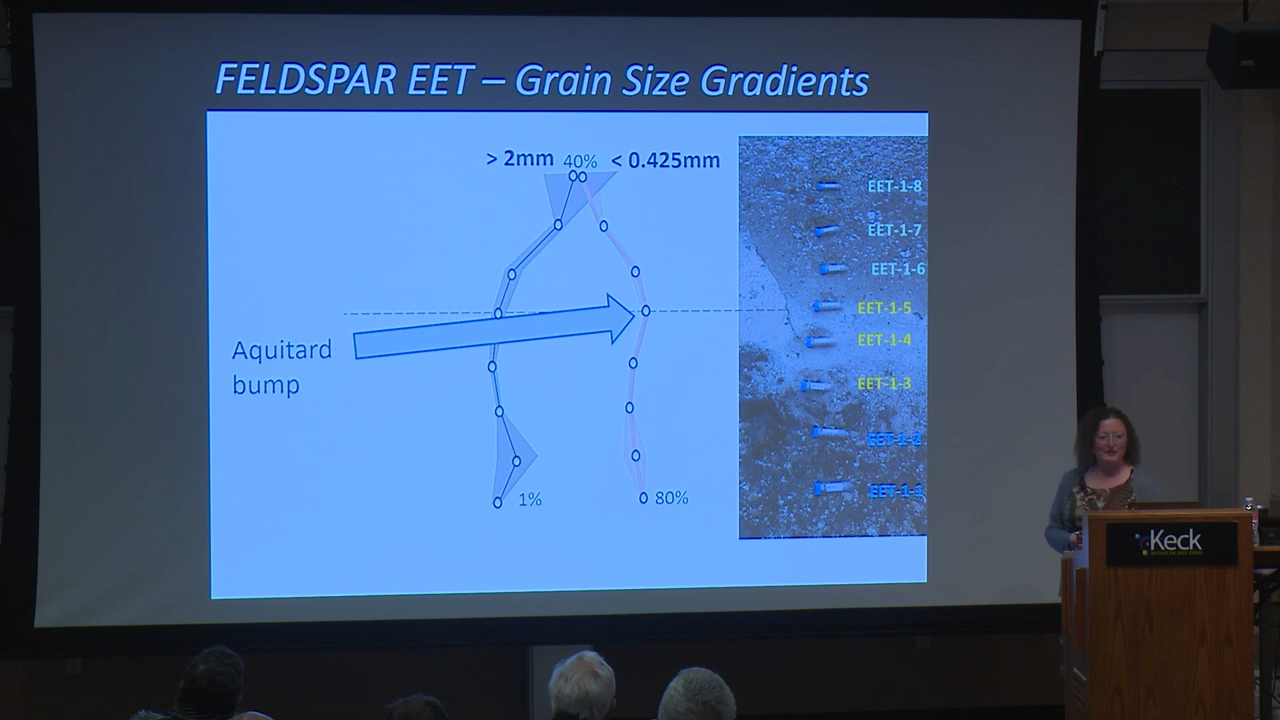 FELDSPAR EET – Grain Size Gradients
> 2mm 40% < 0.425mm
EET-1-8
EET-1-7
EET-1-6
EET-1-5
EET-1-4
EET-1-3
EET-1-2
EET-1-1
Aquitard
bump
1%
80%
Keck